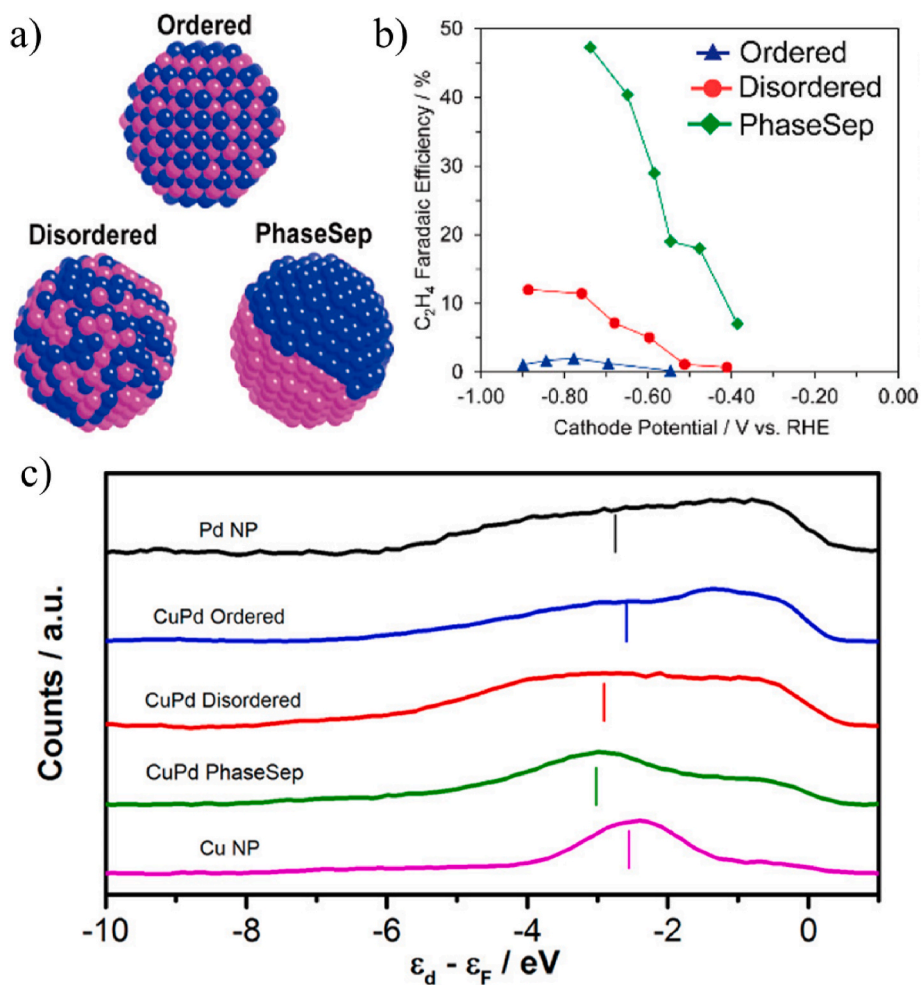 a)
Ordered
Disordered
PhaseSep
b)
C₂H₄ Faradaic Efficiency / %
50
40
30
20
10
0
Ordered
Disordered
PhaseSep
-1.00 -0.80 -0.60 -0.40 -0.20 0.00
Cathode Potential / V vs. RHE
c)
Counts / a.u.
Pd NP
CuPd Ordered
CuPd Disordered
CuPd PhaseSep
Cu NP
-10 -8 -6 -4 -2 0
ε_d - ε_F / eV